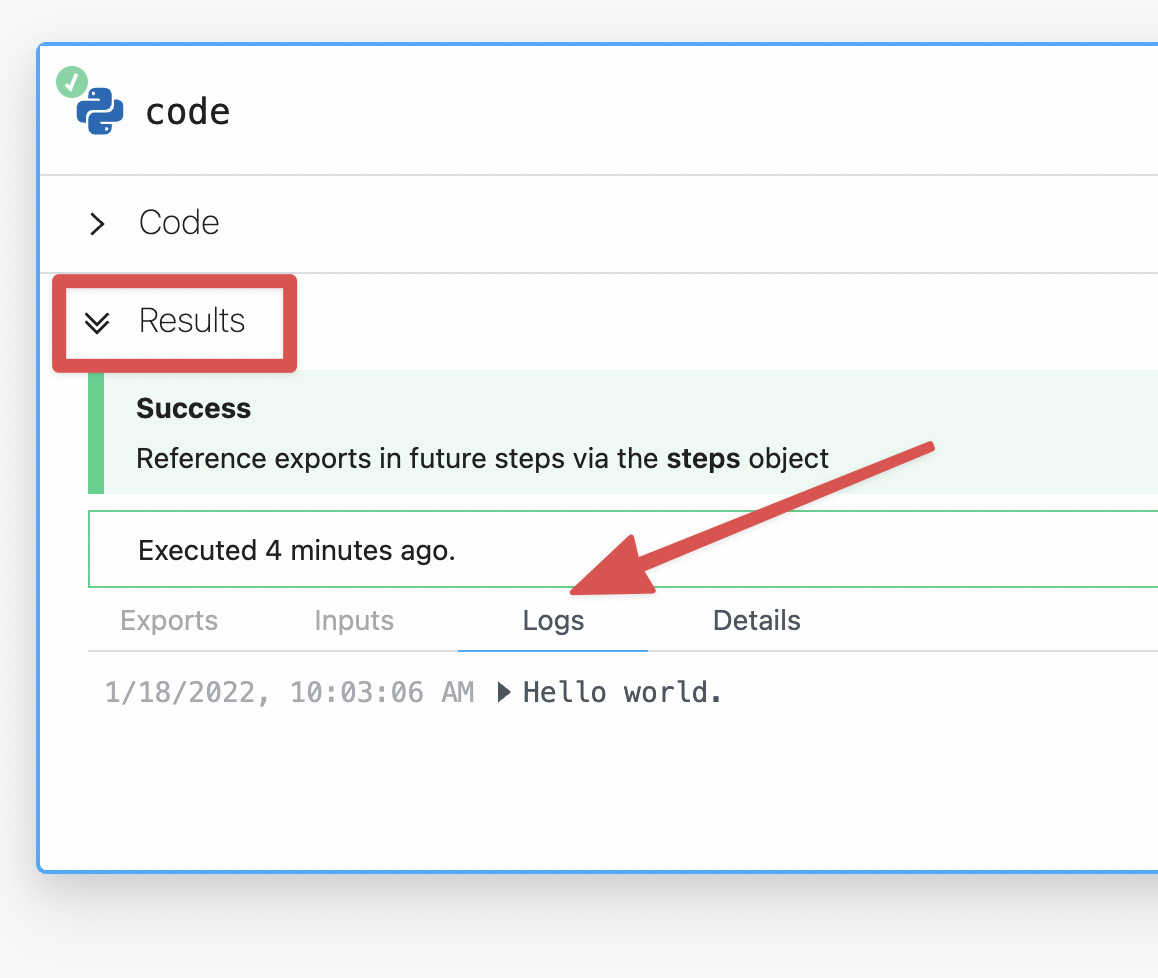 code
Code
Results
Success
Reference exports in future steps via the steps object
Executed 4 minutes ago.
Exports Inputs Logs Details
1/18/2022, 10:03:06 AM Hello world.